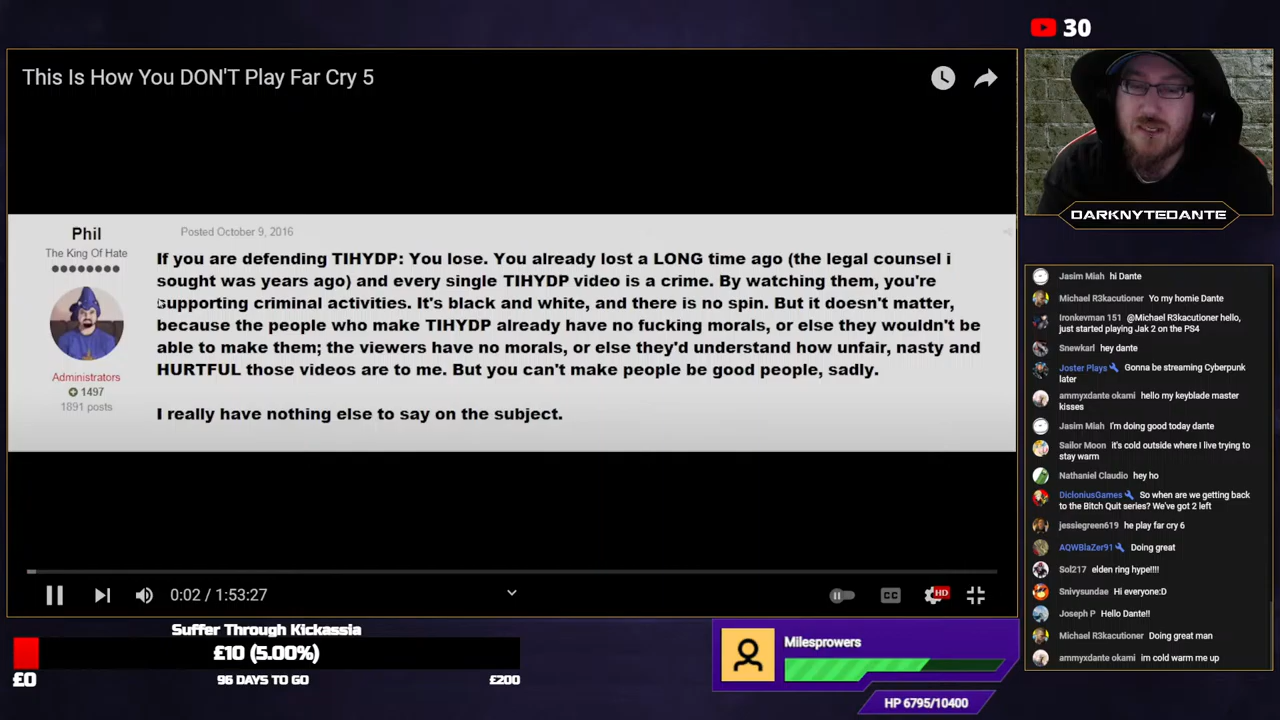 30
This Is How You DON'T Play Far Cry 5
DARKNYTEDANTE
Phil
The King Of Hate
Administrators
1497
1891 posts
Posted October 9, 2016
If you are defending TIHYDP: You lose. You already lost a LONG time ago (the legal counsel i
sought was years ago) and every single TIHYDP video is a crime. By watching them, you're
supporting criminal activities. It's black and white, and there is no spin. But it doesn't matter,
because the people who make TIHYDP already have no fucking morals, or else they wouldn't be
able to make them; the viewers have no morals, or else they'd understand how unfair, nasty and
HURTFUL those videos are to me. But you can't make people be good people, sadly.
I really have nothing else to say on the subject.
Jasim Miah hi Dante
Michael R3kacutioner Yo my homie Dante
Ironkevman 151 @Michael R3kacutioner hello,
just started playing Jak 2 on the PS4
Snewkarl hey dante
Joster Plays Gonna be streaming Cyberpunk
later
ammyxdante okami hello my keyblade master
kisses
Jasim Miah I'm doing good today dante
Sailor Moon it's cold outside where I live trying to
stay warm
Nathaniel Claudio hey ho
DicloniusGames So when are we getting back
to the BItch Quit series? We've got 2 left
jessiegreen619 he play far cry 6
AQWBlaZer91 Doing great
Sol217 elden ring hype!!!!
Snivysundae Hi everyone:D
Joseph P Hello Dante!!
Michael R3kacutioner Doing great man
ammyxdante okami im cold warm me up
0:02 / 1:53:27
CC
HD
Suffer Through Kickassia
£10 (5.00%)
£0
96 DAYS TO GO
£200
Milesprowers
HP 6795/10400